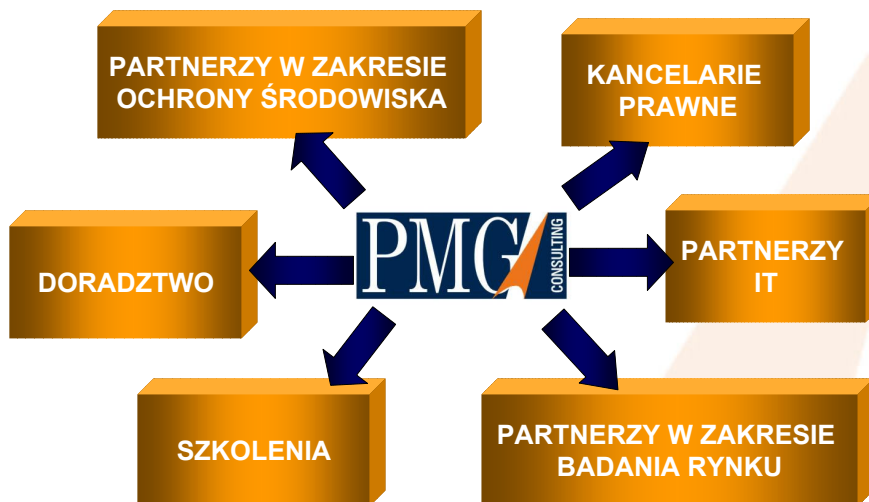 PARTNERZY W ZAKRESIE
OCHRONY ŚRODOWISKA
KANCELARIE
PRAWNE
DORADZTWO
PMG
CONSULTING
PARTNERZY
IT
SZKOLENIA
PARTNERZY W ZAKRESIE
BADANIA RYNKU